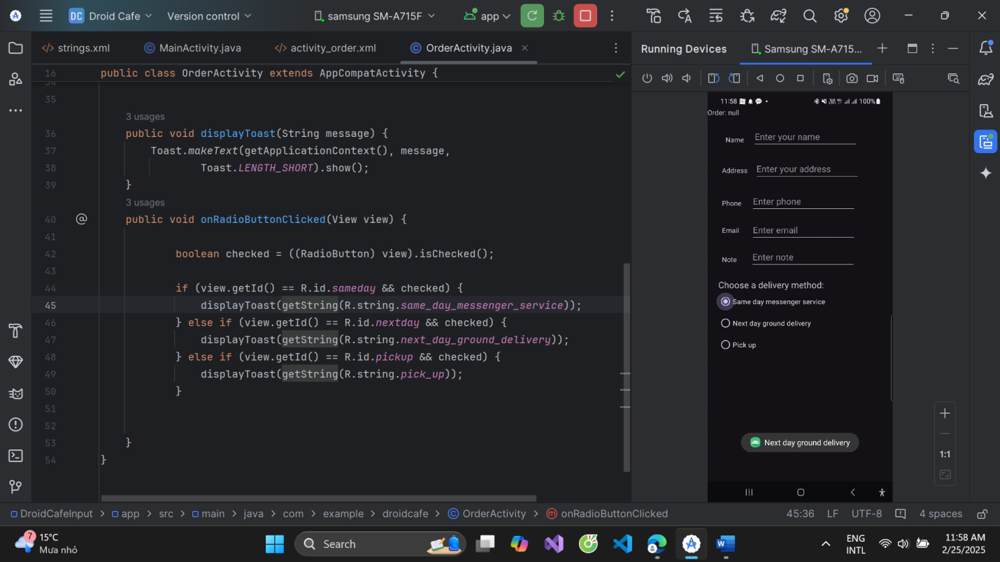 DC Droid Cafe Version control samsung SM-A715F app
strings.xml MainActivity.java activity_order.xml OrderActivity.java
Running Devices Samsung SM-A715...
16 public class OrderActivity extends AppCompatActivity {
34
35
3 usages
36 public void displayToast(String message) {
37 Toast.makeText(getApplicationContext(), message,
38 Toast.LENGTH_SHORT).show();
39 }
3 usages
40 public void onRadioButtonClicked(View view) {
41
42 boolean checked = ((RadioButton) view).isChecked();
43
44 if (view.getId() == R.id.sameday && checked) {
45 displayToast(getString(R.string.same_day_messenger_service));
46 } else if (view.getId() == R.id.nextday && checked) {
47 displayToast(getString(R.string.next_day_ground_delivery));
48 } else if (view.getId() == R.id.pickup && checked) {
49 displayToast(getString(R.string.pick_up));
50 }
51
52
53 }
54 }
11:58 100%
Order: null
Name Enter your name
Address Enter your address
Phone Enter phone
Email Enter email
Note Enter note
Choose a delivery method:
Same day messenger service
Next day ground delivery
Pick up
Next day ground delivery
1:1
DroidCafeInput > app > src > main > java > com > example > droidcafe > OrderActivity > onRadioButtonClicked
45:36 LF UTF-8 4 spaces
7
15°C
Mưa nhỏ
Search
ENG
INTL
11:58 AM
2/25/2025